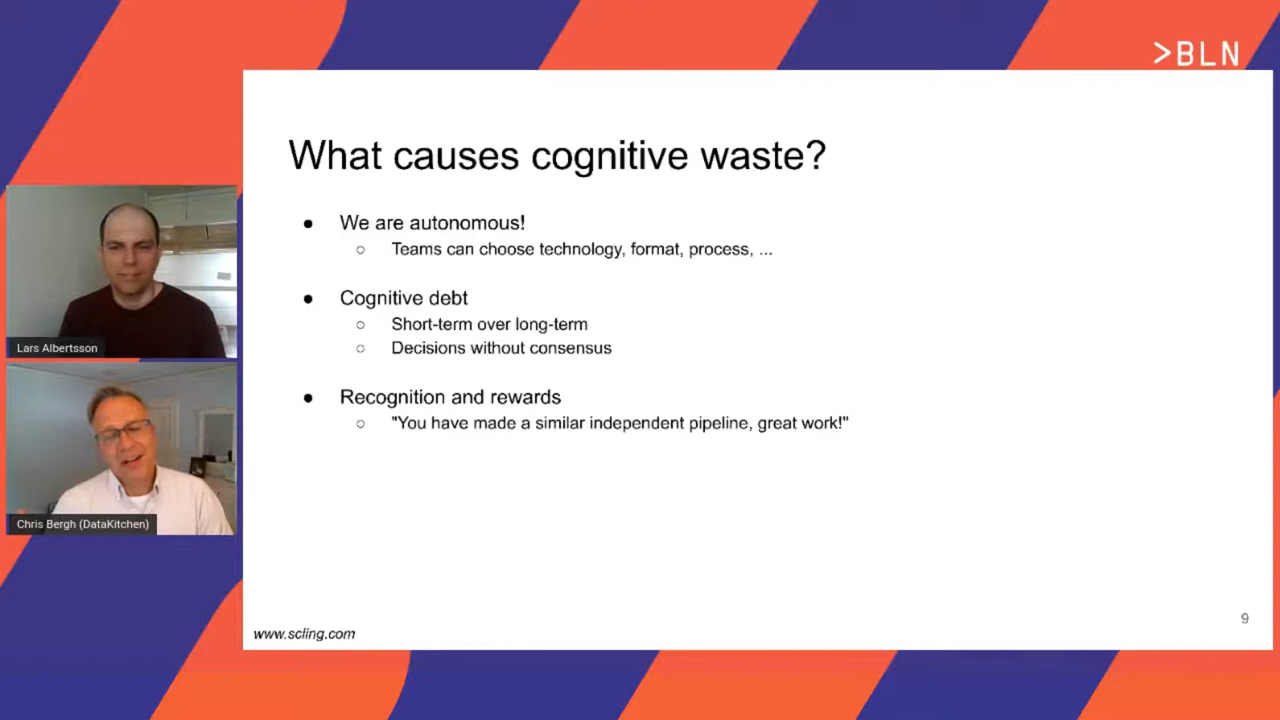 >BLN
What causes cognitive waste?
● We are autonomous!
○ Teams can choose technology, format, process, ...
● Cognitive debt
○ Short-term over long-term
○ Decisions without consensus
● Recognition and rewards
○ "You have made a similar independent pipeline, great work!"
Lars Albertsson
Chris Bergh (DataKitchen)
www.scling.com
9